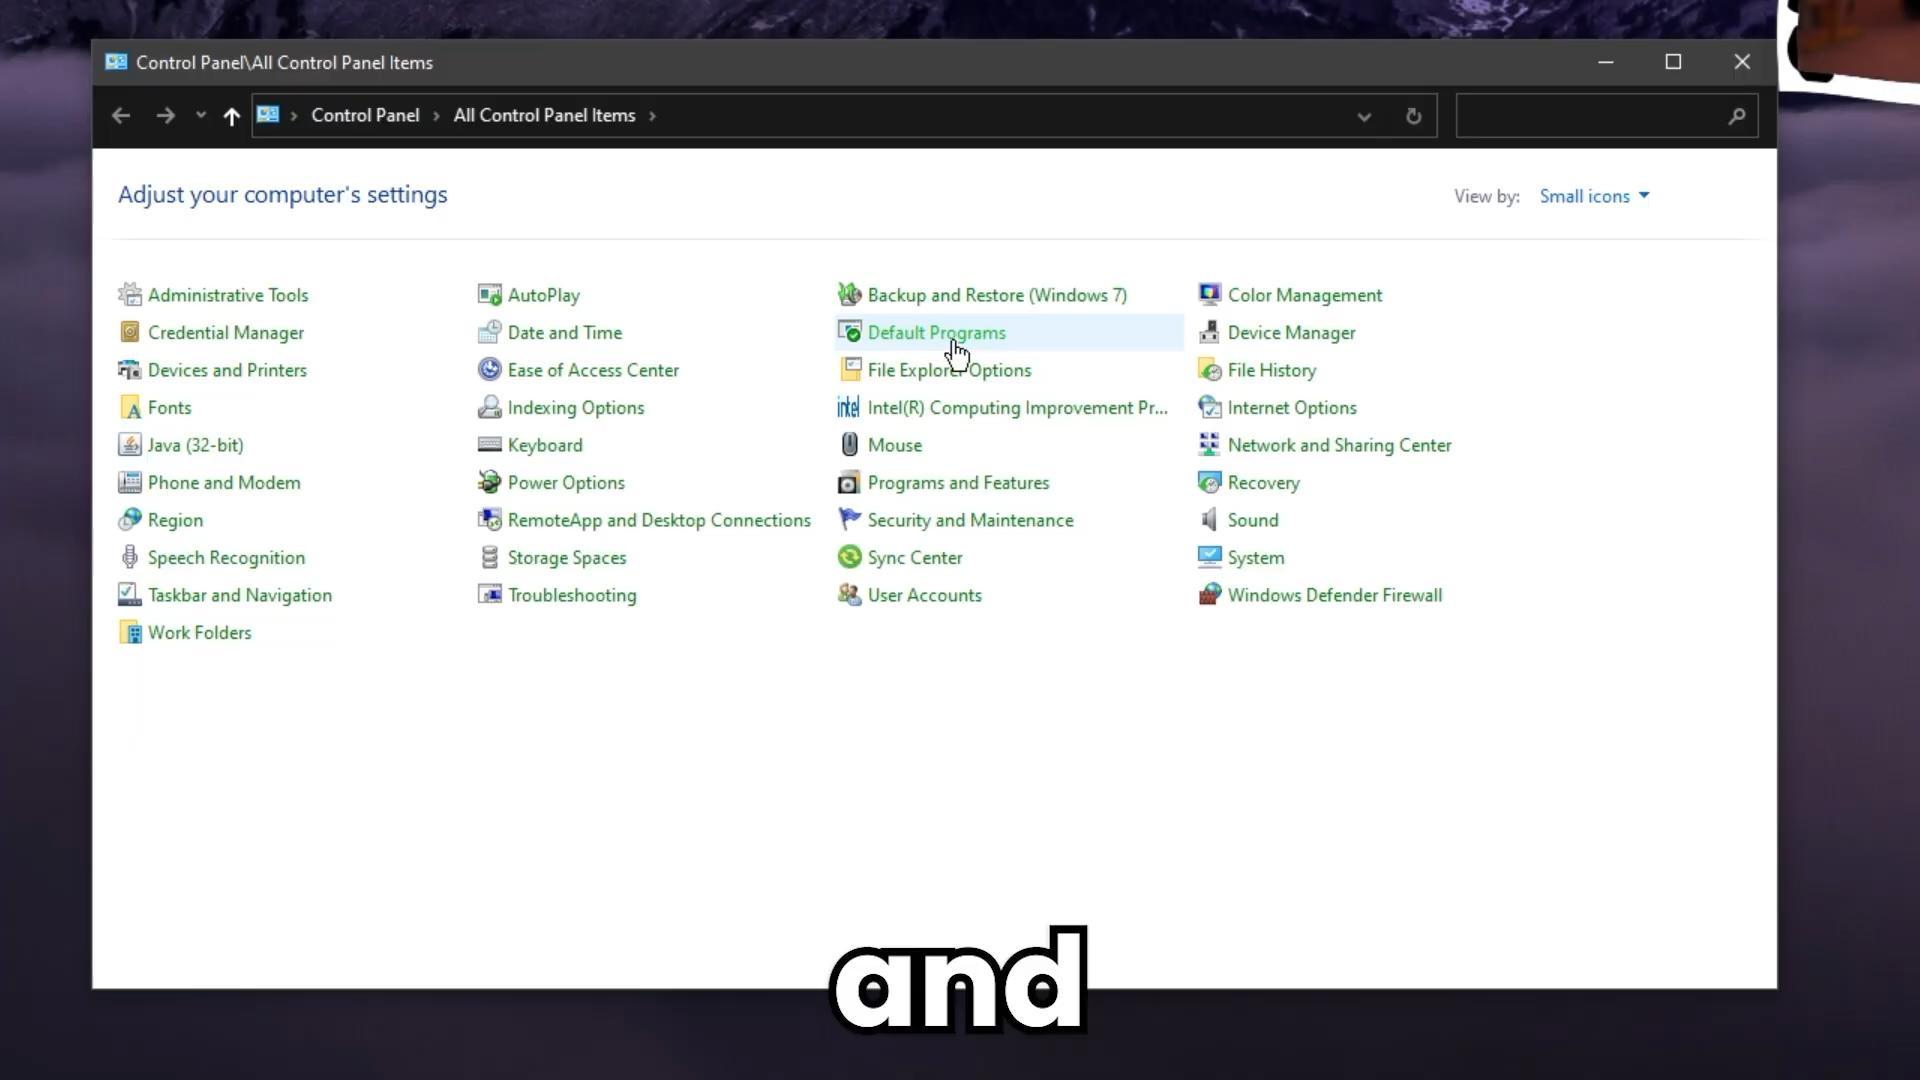 Control Panel\All Control Panel Items
Control Panel > All Control Panel Items >
Adjust your computer's settings
View by: Small icons
Administrative Tools
AutoPlay
Backup and Restore (Windows 7)
Color Management
Credential Manager
Date and Time
Default Programs
Device Manager
Devices and Printers
Ease of Access Center
File Explorer Options
File History
Fonts
Indexing Options
intel Intel(R) Computing Improvement Pr...
Internet Options
Java (32-bit)
Keyboard
Mouse
Network and Sharing Center
Phone and Modem
Power Options
Programs and Features
Recovery
Region
RemoteApp and Desktop Connections
Security and Maintenance
Sound
Speech Recognition
Storage Spaces
Sync Center
System
Taskbar and Navigation
Troubleshooting
User Accounts
Windows Defender Firewall
Work Folders
and